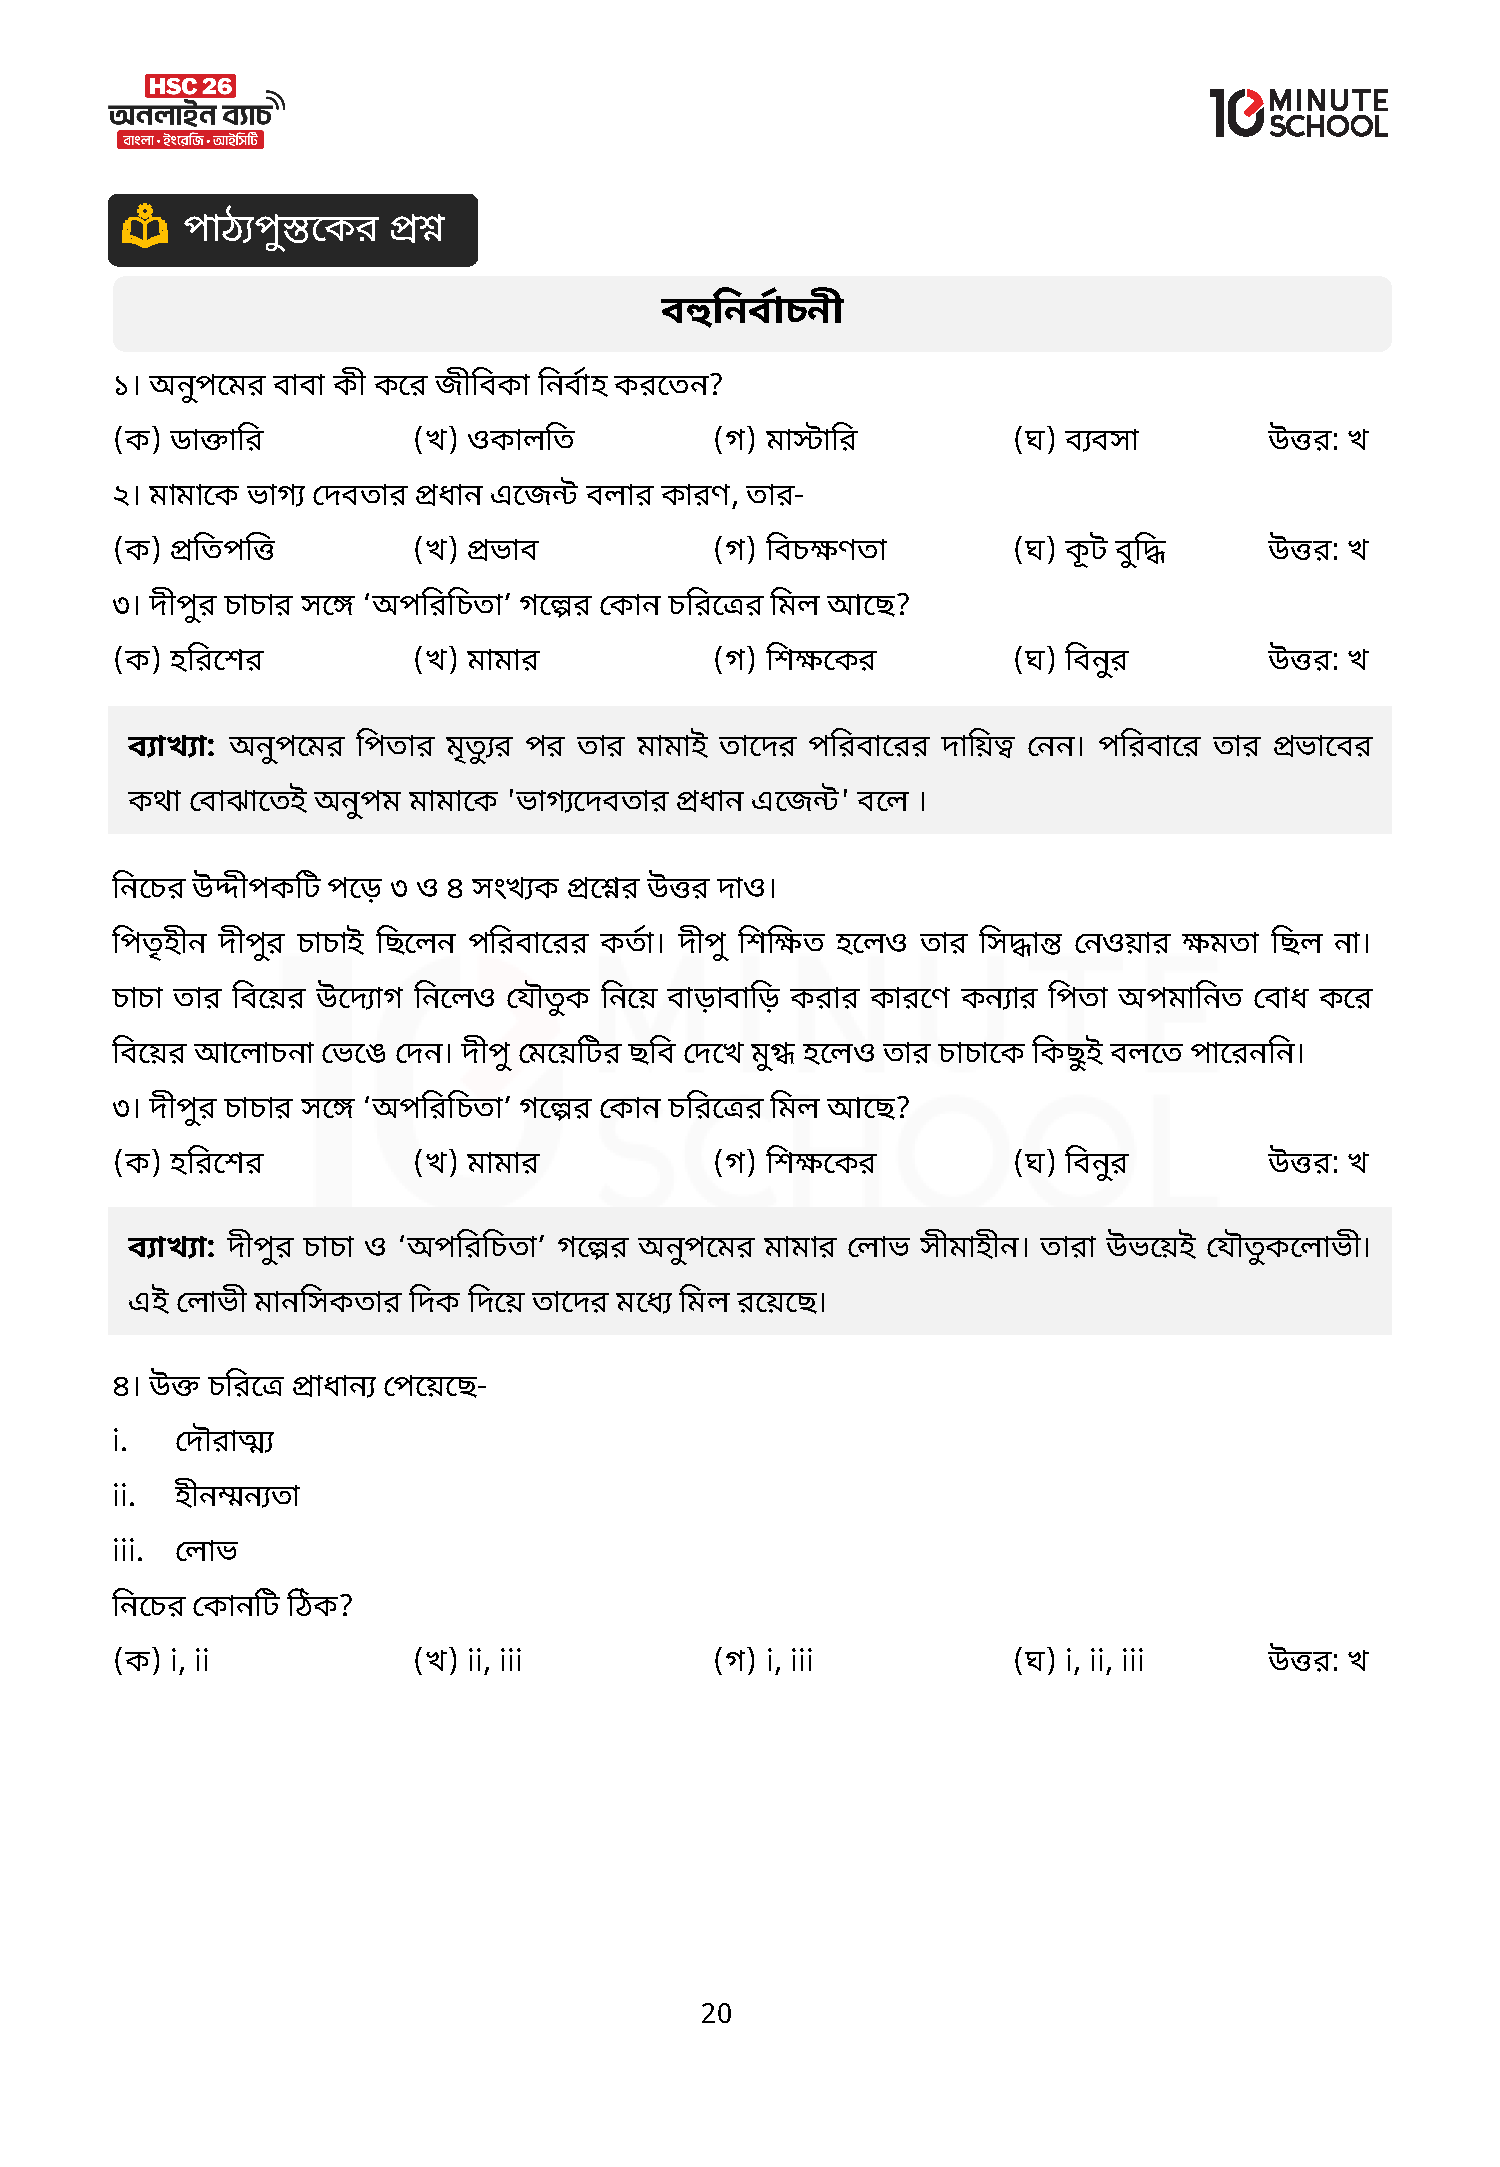 HSC 26
অনলাইন ব্যাচ
বাংলা • ইংরেজি • আইসিটি
10 MINUTE SCHOOL
পাঠ্যপুস্তকের প্রশ্ন
বহুনির্বাচনী
১। অনুপমের বাবা কী করে জীবিকা নির্বাহ করতেন?
(ক) ডাক্তারি (খ) ওকালতি (গ) মাস্টারি (ঘ) ব্যবসা উত্তর: খ
২। মামাকে ভাগ্য দেবতার প্রধান এজেন্ট বলার কারণ, তার-
(ক) প্রতিপত্তি (খ) প্রভাব (গ) বিচক্ষণতা (ঘ) কূট বুদ্ধি উত্তর: খ
৩। দীপুর চাচার সঙ্গে ‘অপরিচিতা’ গল্পের কোন চরিত্রের মিল আছে?
(ক) হরিশের (খ) মামার (গ) শিক্ষকের (ঘ) বিনুর উত্তর: খ
ব্যাখ্যা: অনুপমের পিতার মৃত্যুর পর তার মামাই তাদের পরিবারের দায়িত্ব নেন। পরিবারে তার প্রভাবের
কথা বোঝাতেই অনুপম মামাকে 'ভাগ্যদেবতার প্রধান এজেন্ট' বলে ।
নিচের উদ্দীপকটি পড়ে ৩ ও ৪ সংখ্যক প্রশ্নের উত্তর দাও।
পিতৃহীন দীপুর চাচাই ছিলেন পরিবারের কর্তা। দীপু শিক্ষিত হলেও তার সিদ্ধান্ত নেওয়ার ক্ষমতা ছিল না।
চাচা তার বিয়ের উদ্যোগ নিলেও যৌতুক নিয়ে বাড়াবাড়ি করার কারণে কন্যার পিতা অপমানিত বোধ করে
বিয়ের আলোচনা ভেঙে দেন। দীপু মেয়েটির ছবি দেখে মুগ্ধ হলেও তার চাচাকে কিছুই বলতে পারেননি।
৩। দীপুর চাচার সঙ্গে ‘অপরিচিতা’ গল্পের কোন চরিত্রের মিল আছে?
(ক) হরিশের (খ) মামার (গ) শিক্ষকের (ঘ) বিনুর উত্তর: খ
ব্যাখ্যা: দীপুর চাচা ও ‘অপরিচিতা’ গল্পের অনুপমের মামার লোভ সীমাহীন। তারা উভয়েই যৌতুকলোভী।
এই লোভী মানসিকতার দিক দিয়ে তাদের মধ্যে মিল রয়েছে।
৪। উক্ত চরিত্রে প্রাধান্য পেয়েছে-
i. দৌরাত্ম্য
ii. হীনম্মন্যতা
iii. লোভ
নিচের কোনটি ঠিক?
(ক) i, ii (খ) ii, iii (গ) i, iii (ঘ) i, ii, iii উত্তর: খ
20